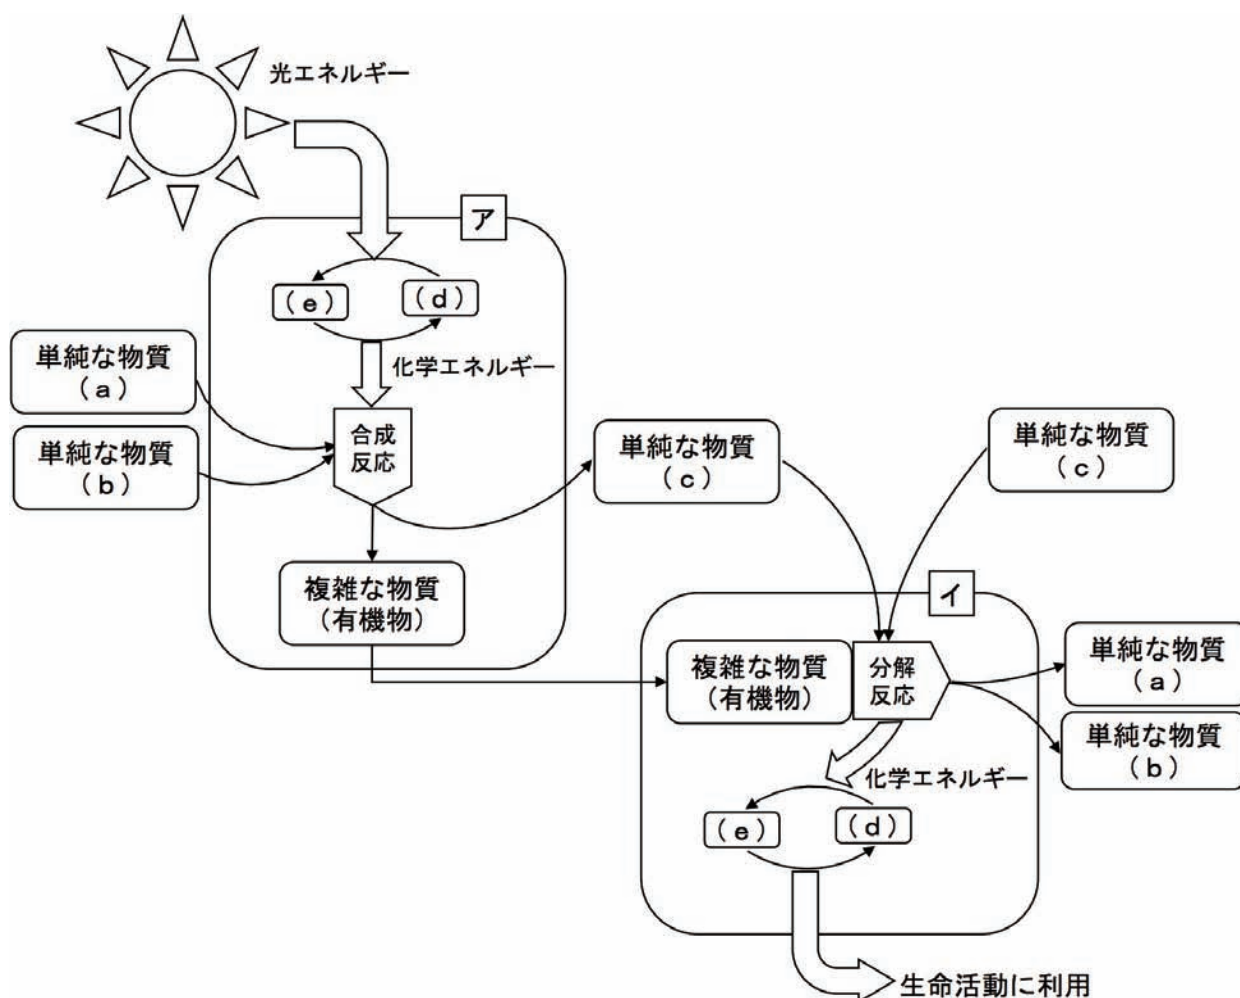 光エネルギー
ア
(e)
(d)
化学エネルギー
単純な物質
(a)
単純な物質
(b)
合成
反応
単純な物質
(c)
単純な物質
(c)
複雑な物質
(有機物)
イ
複雑な物質
(有機物)
分解
反応
単純な物質
(a)
単純な物質
(b)
化学エネルギー
(e)
(d)
生命活動に利用